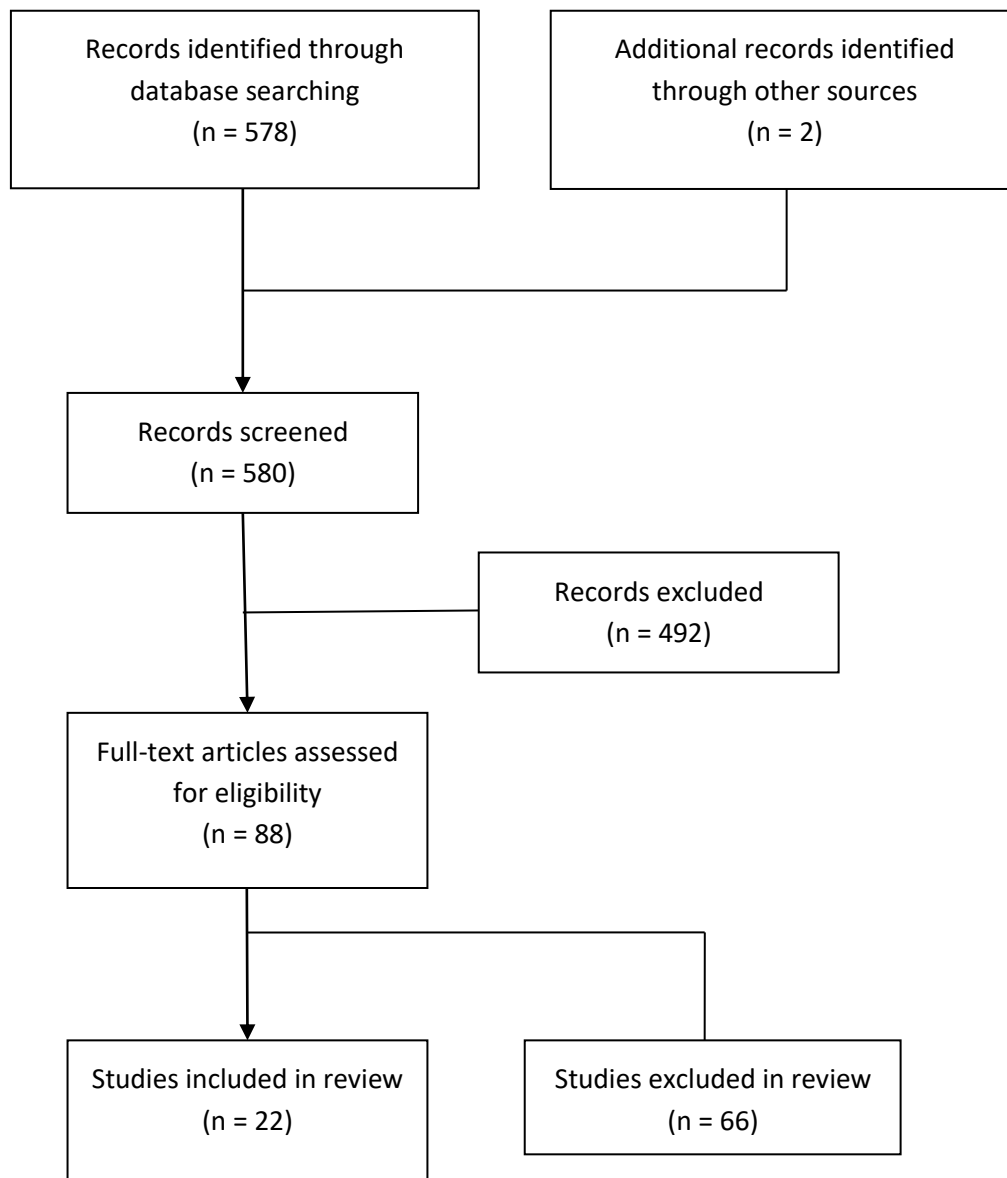 Records identified through
database searching
(n = 578)
Additional records identified
through other sources
(n = 2)
Records screened
(n = 580)
Records excluded
(n = 492)
Full-text articles assessed
for eligibility
(n = 88)
Studies included in review
(n = 22)
Studies excluded in review
(n = 66)